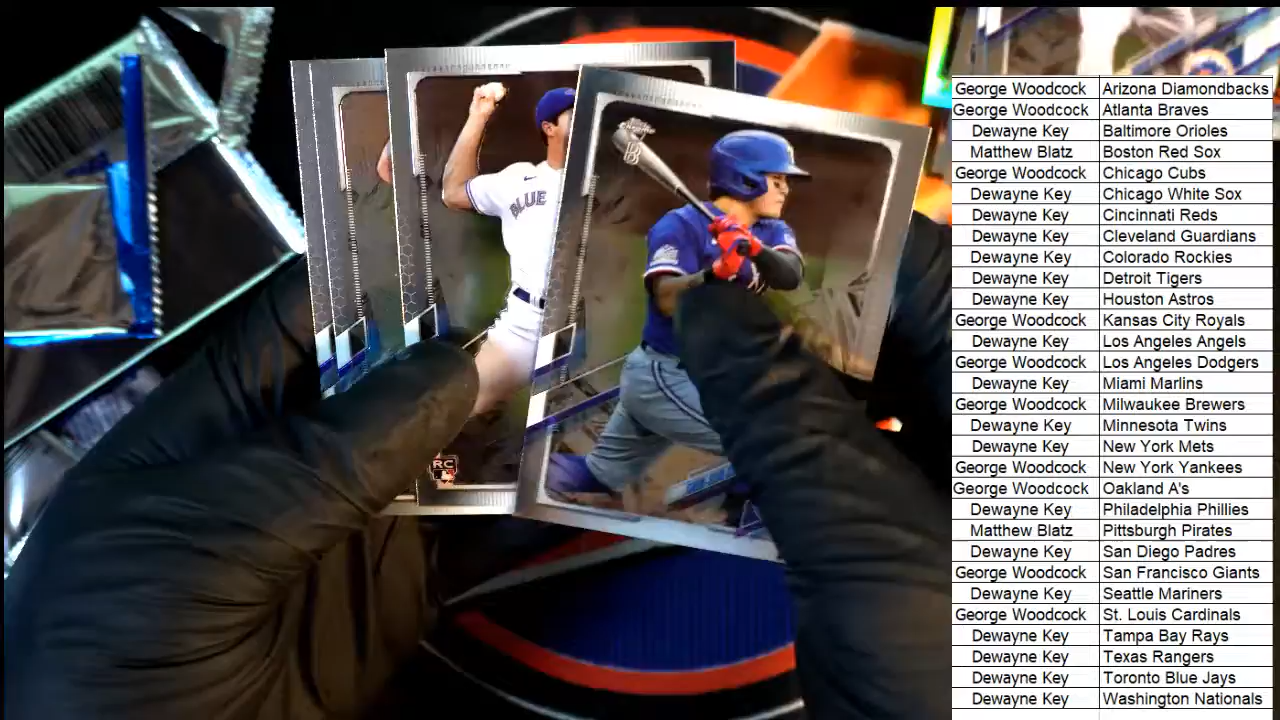 BLUE
RC
George Woodcock Arizona Diamondbacks
George Woodcock Atlanta Braves
Dewayne Key Baltimore Orioles
Matthew Blatz Boston Red Sox
George Woodcock Chicago Cubs
Dewayne Key Chicago White Sox
Dewayne Key Cincinnati Reds
Dewayne Key Cleveland Guardians
Dewayne Key Colorado Rockies
Dewayne Key Detroit Tigers
Dewayne Key Houston Astros
George Woodcock Kansas City Royals
Dewayne Key Los Angeles Angels
George Woodcock Los Angeles Dodgers
Dewayne Key Miami Marlins
George Woodcock Milwaukee Brewers
Dewayne Key Minnesota Twins
Dewayne Key New York Mets
George Woodcock New York Yankees
George Woodcock Oakland A's
Dewayne Key Philadelphia Phillies
Matthew Blatz Pittsburgh Pirates
Dewayne Key San Diego Padres
George Woodcock San Francisco Giants
Dewayne Key Seattle Mariners
George Woodcock St. Louis Cardinals
Dewayne Key Tampa Bay Rays
Dewayne Key Texas Rangers
Dewayne Key Toronto Blue Jays
Dewayne Key Washington Nationals